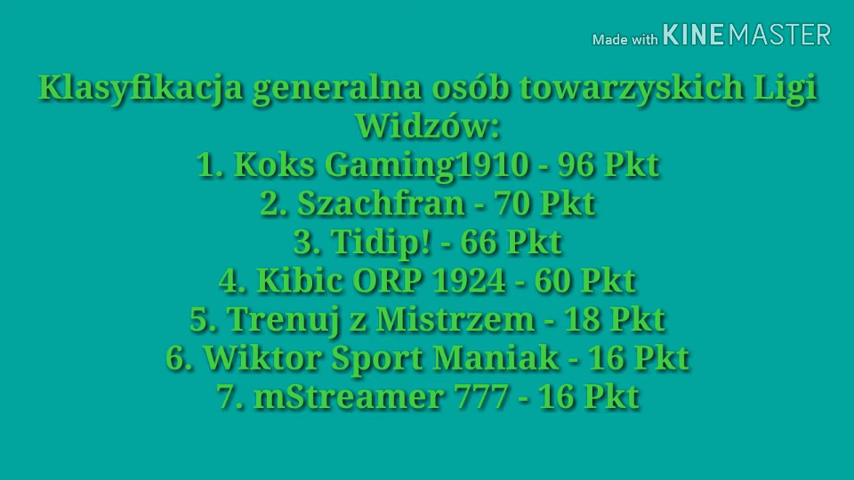 Made with KINEMASTER
Klasyfikacja generalna osób towarzyskich Ligi
Widzów:
1. Koks Gaming1910 - 96 Pkt
2. Szachfran - 70 Pkt
3. Tidip! - 66 Pkt
4. Kibic ORP 1924 - 60 Pkt
5. Trenuj z Mistrzem - 18 Pkt
6. Wiktor Sport Maniak - 16 Pkt
7. mStreamer 777 - 16 Pkt